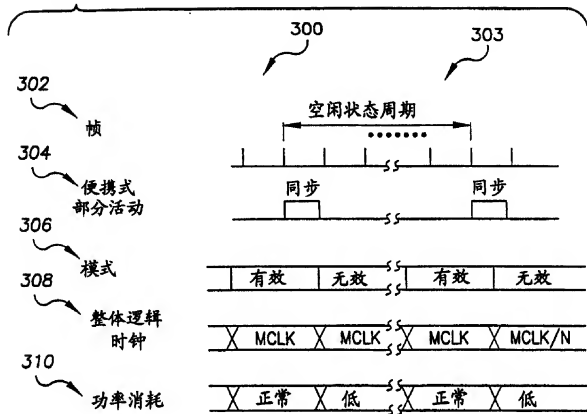 300
303
302
帧
空闲状态周期
304
便携式
部分活动
同步
同步
306
模式
有效
无效
有效
无效
308
整体逻辑
时钟
MCLK
MCLK
MCLK
MCLK/N
310
功率消耗
正常
低
正常
低